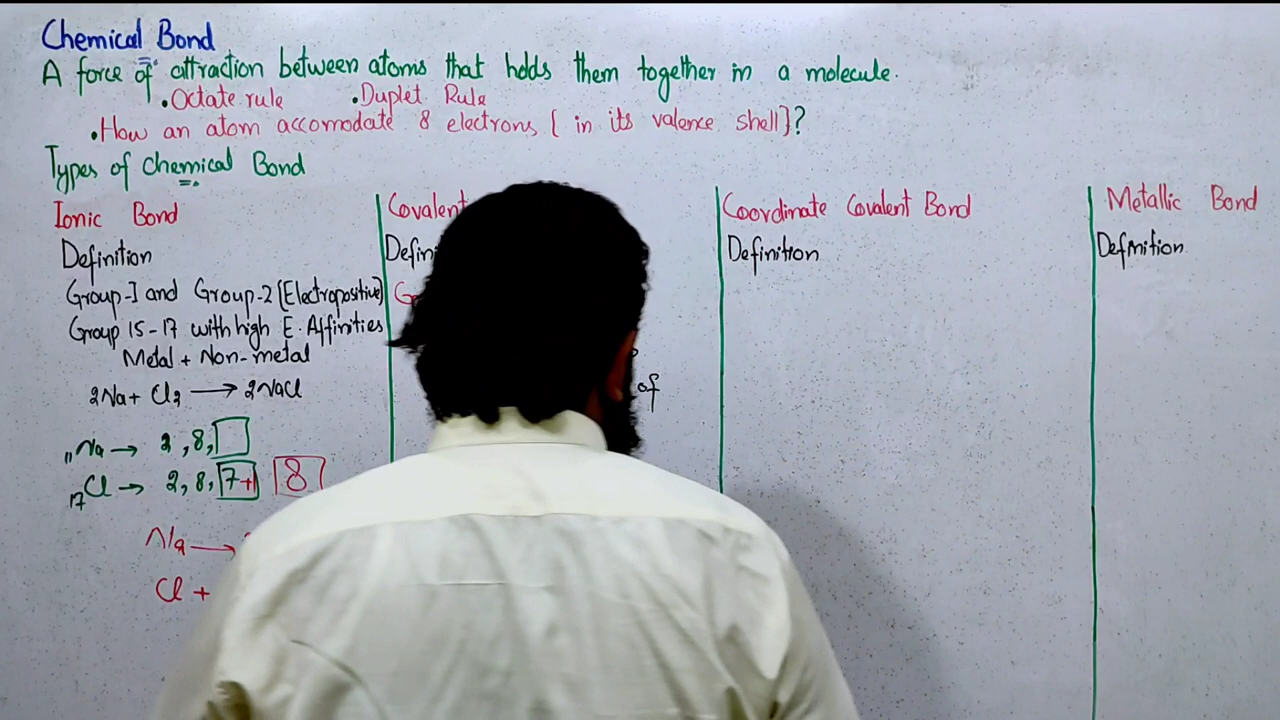 Chemical Bond
A force of attraction between atoms that holds them together in a molecule.
•Octate rule •Duplet Rule
•How an atom accomodate 8 electrons [ in its valence shell}?
Types of chemical Bond
Ionic Bond
Definition
Group-I and Group-2 [Electropositive)
Group 15-17 with high E. Affinities
Metal + Non-metal
2Na + Cl2 → 2NaCl
11Na → 2, 8,
17Cl → 2, 8, 7+1 8
Na →
Cl +
Covalent
of
Coordinate Covalent Bond
Definition
Metallic Bond
Definition